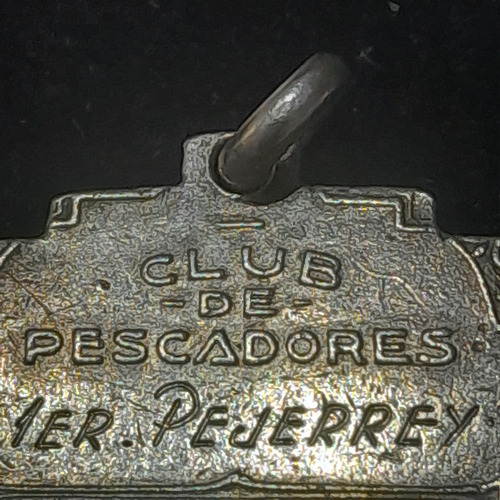 CLUB
-DE-
PESCADORES
1ER. PEJERREY